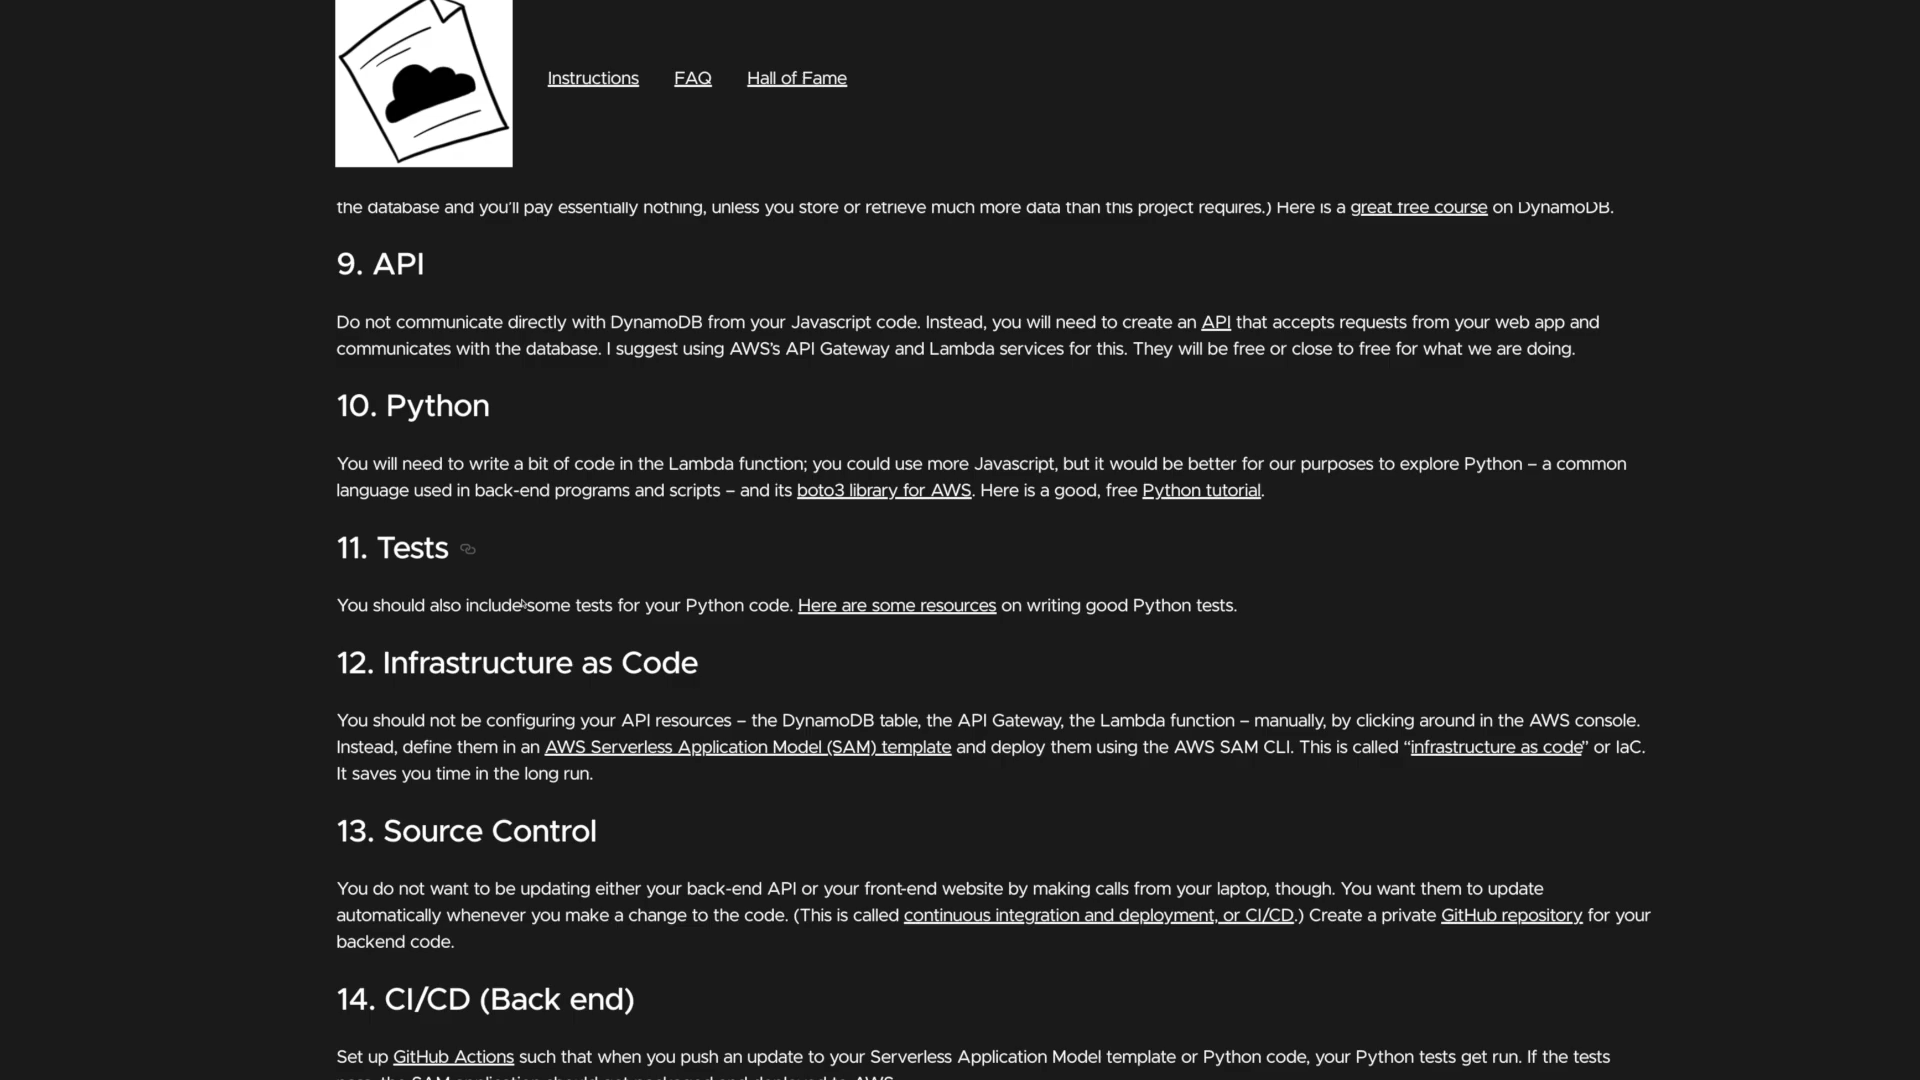 Instructions FAQ Hall of Fame
the database and you'll pay essentially nothing, unless you store or retrieve much more data than this project requires.) Here is a great free course on DynamoDB.
9. API
Do not communicate directly with DynamoDB from your Javascript code. Instead, you will need to create an API that accepts requests from your web app and
communicates with the database. I suggest using AWS's API Gateway and Lambda services for this. They will be free or close to free for what we are doing.
10. Python
You will need to write a bit of code in the Lambda function; you could use more Javascript, but it would be better for our purposes to explore Python – a common
language used in back-end programs and scripts – and its boto3 library for AWS. Here is a good, free Python tutorial.
11. Tests
You should also include some tests for your Python code. Here are some resources on writing good Python tests.
12. Infrastructure as Code
You should not be configuring your API resources – the DynamoDB table, the API Gateway, the Lambda function – manually, by clicking around in the AWS console.
Instead, define them in an AWS Serverless Application Model (SAM) template and deploy them using the AWS SAM CLI. This is called “infrastructure as code” or IaC.
It saves you time in the long run.
13. Source Control
You do not want to be updating either your back-end API or your front-end website by making calls from your laptop, though. You want them to update
automatically whenever you make a change to the code. (This is called continuous integration and deployment, or CI/CD.) Create a private GitHub repository for your
backend code.
14. CI/CD (Back end)
Set up GitHub Actions such that when you push an update to your Serverless Application Model template or Python code, your Python tests get run. If the tests
pass, the SAM application should get packaged and deployed to AWS.